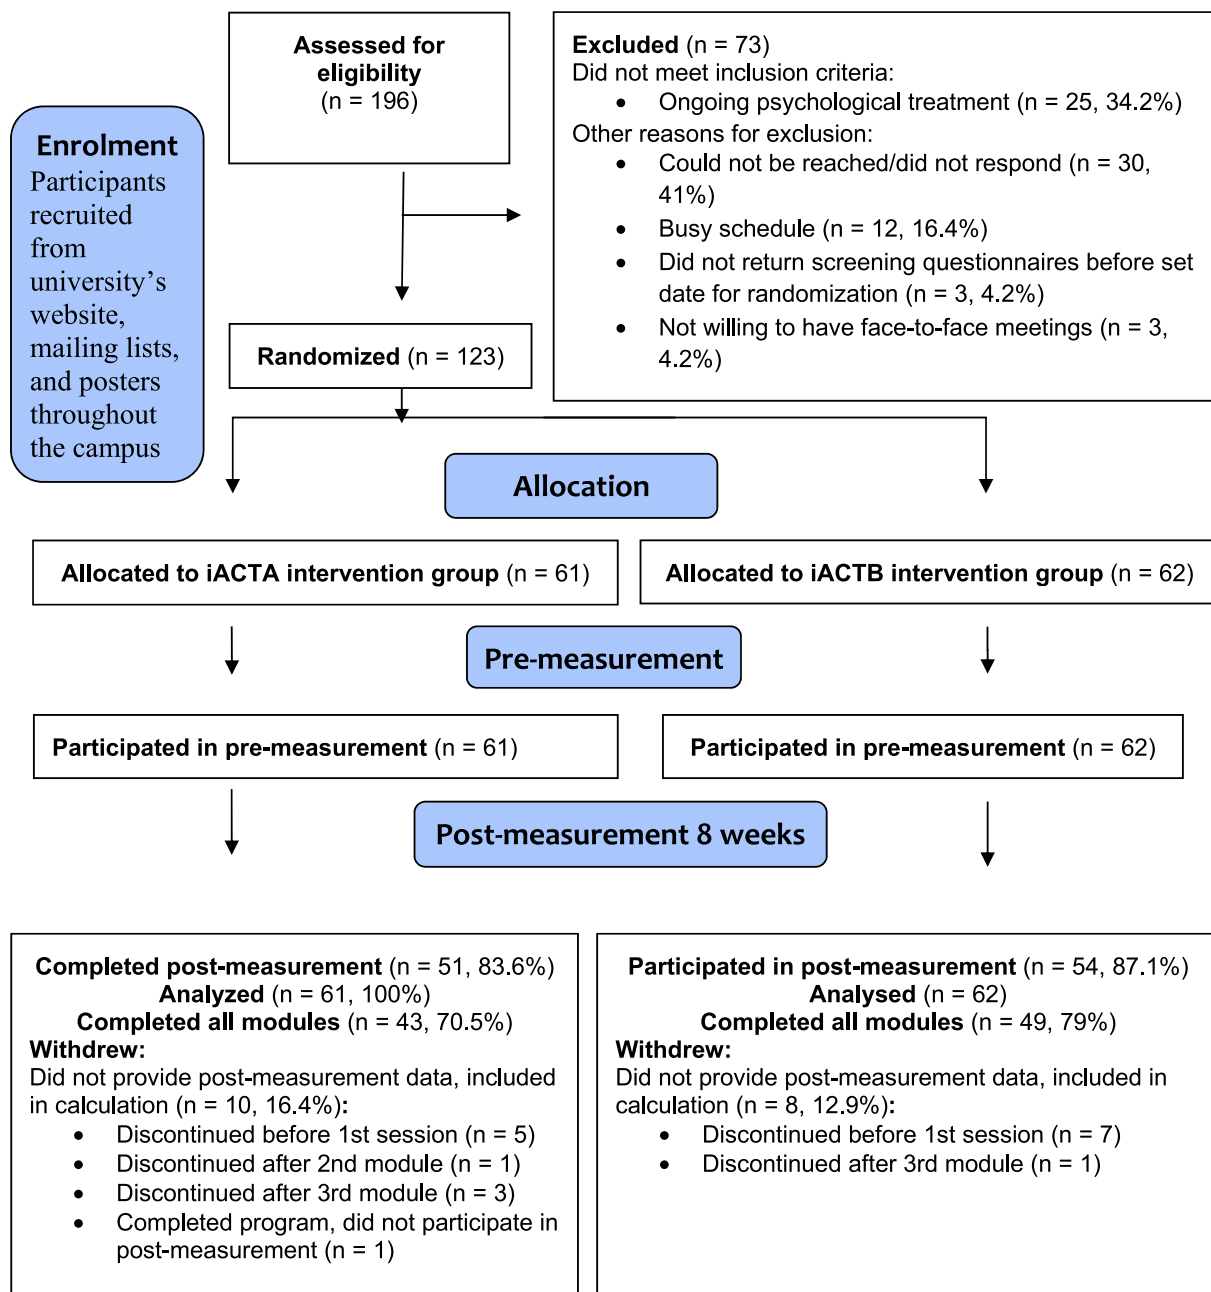 Assessed for
eligibility
(n = 196)
Excluded (n = 73)
Did not meet inclusion criteria:
• Ongoing psychological treatment (n = 25, 34.2%)
Other reasons for exclusion:
• Could not be reached/did not respond (n = 30,
41%)
• Busy schedule (n = 12, 16.4%)
• Did not return screening questionnaires before set
date for randomization (n = 3, 4.2%)
• Not willing to have face-to-face meetings (n = 3,
4.2%)
Enrolment
Participants
recruited
from
university’s
website,
mailing lists,
and posters
throughout
the campus
Randomized (n = 123)
Allocation
Allocated to iACTA intervention group (n = 61)
Allocated to iACTB intervention group (n = 62)
Pre-measurement
Participated in pre-measurement (n = 61)
Participated in pre-measurement (n = 62)
Post-measurement 8 weeks
Completed post-measurement (n = 51, 83.6%)
Analyzed (n = 61, 100%)
Completed all modules (n = 43, 70.5%)
Withdrew:
Did not provide post-measurement data, included
in calculation (n = 10, 16.4%):
• Discontinued before 1st session (n = 5)
• Discontinued after 2nd module (n = 1)
• Discontinued after 3rd module (n = 3)
• Completed program, did not participate in
post-measurement (n = 1)
Participated in post-measurement (n = 54, 87.1%)
Analysed (n = 62)
Completed all modules (n = 49, 79%)
Withdrew:
Did not provide post-measurement data, included in
calculation (n = 8, 12.9%):
• Discontinued before 1st session (n = 7)
• Discontinued after 3rd module (n = 1)